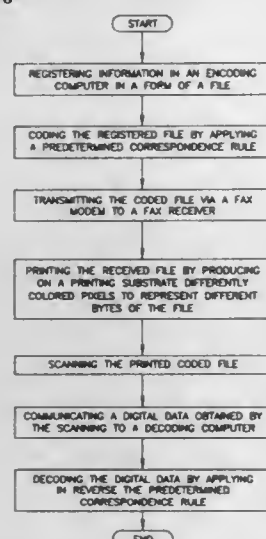 START
REGISTERING INFORMATION IN AN ENCODING
COMPUTER IN A FORM OF A FILE
CODING THE REGISTERED FILE BY APPLYING
A PREDETERMINED CORRESPONDENCE RULE
TRANSMITTING THE CODED FILE VIA A FAX
MODEM TO A FAX RECEIVER
PRINTING THE RECEIVED FILE BY PRODUCING
ON A PRINTING SUBSTRATE DIFFERENTLY
COLORED PIXELS TO REPRESENT DIFFERENT
BYTES OF THE FILE
SCANNING THE PRINTED CODED FILE
COMMUNICATING A DIGITAL DATA OBTAINED BY
THE SCANNING TO A DECODING COMPUTER
DECODING THE DIGITAL DATA BY APPLYING
IN REVERSE THE PREDETERMINED
CORRESPONDENCE RULE
END